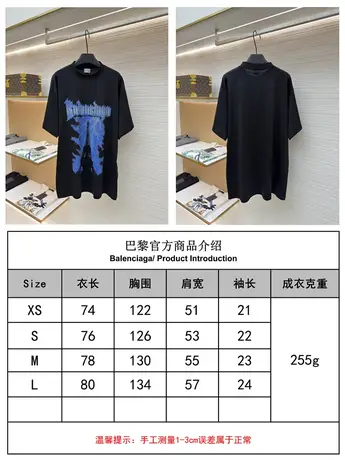 Balenciaga
巴黎官方商品介绍
Balenciaga/ Product Introduction
Size 衣长 胸围 肩宽 袖长 成衣克重
XS 74 122 51 21
S 76 126 53 22
M 78 130 55 23
L 80 134 57 24
255g
温馨提示：手工测量1-3cm误差属于正常